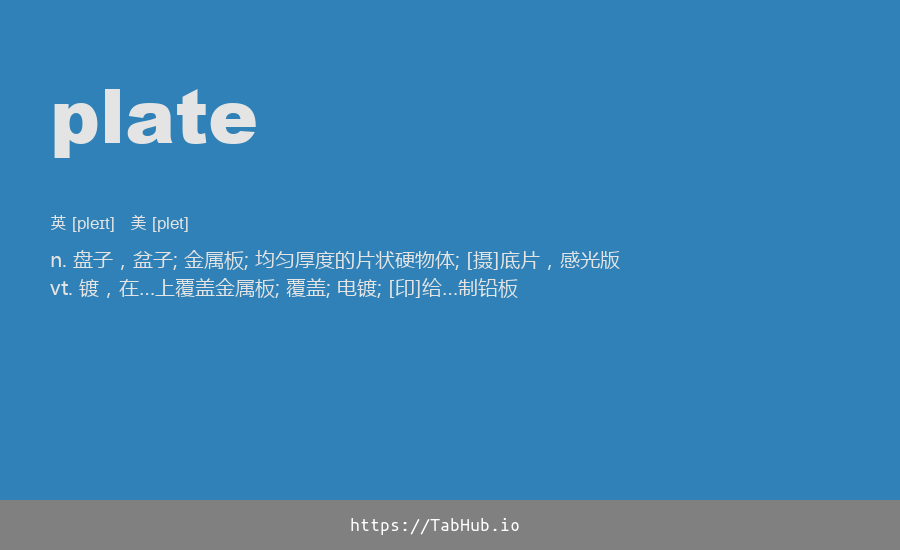 plate
英 [pleɪt] 美 [plet]
n. 盘子，盆子; 金属板; 均匀厚度的片状硬物体; [摄]底片，感光版
vt. 镀，在…上覆盖金属板; 覆盖; 电镀; [印]给…制铅板
https://TabHub.io